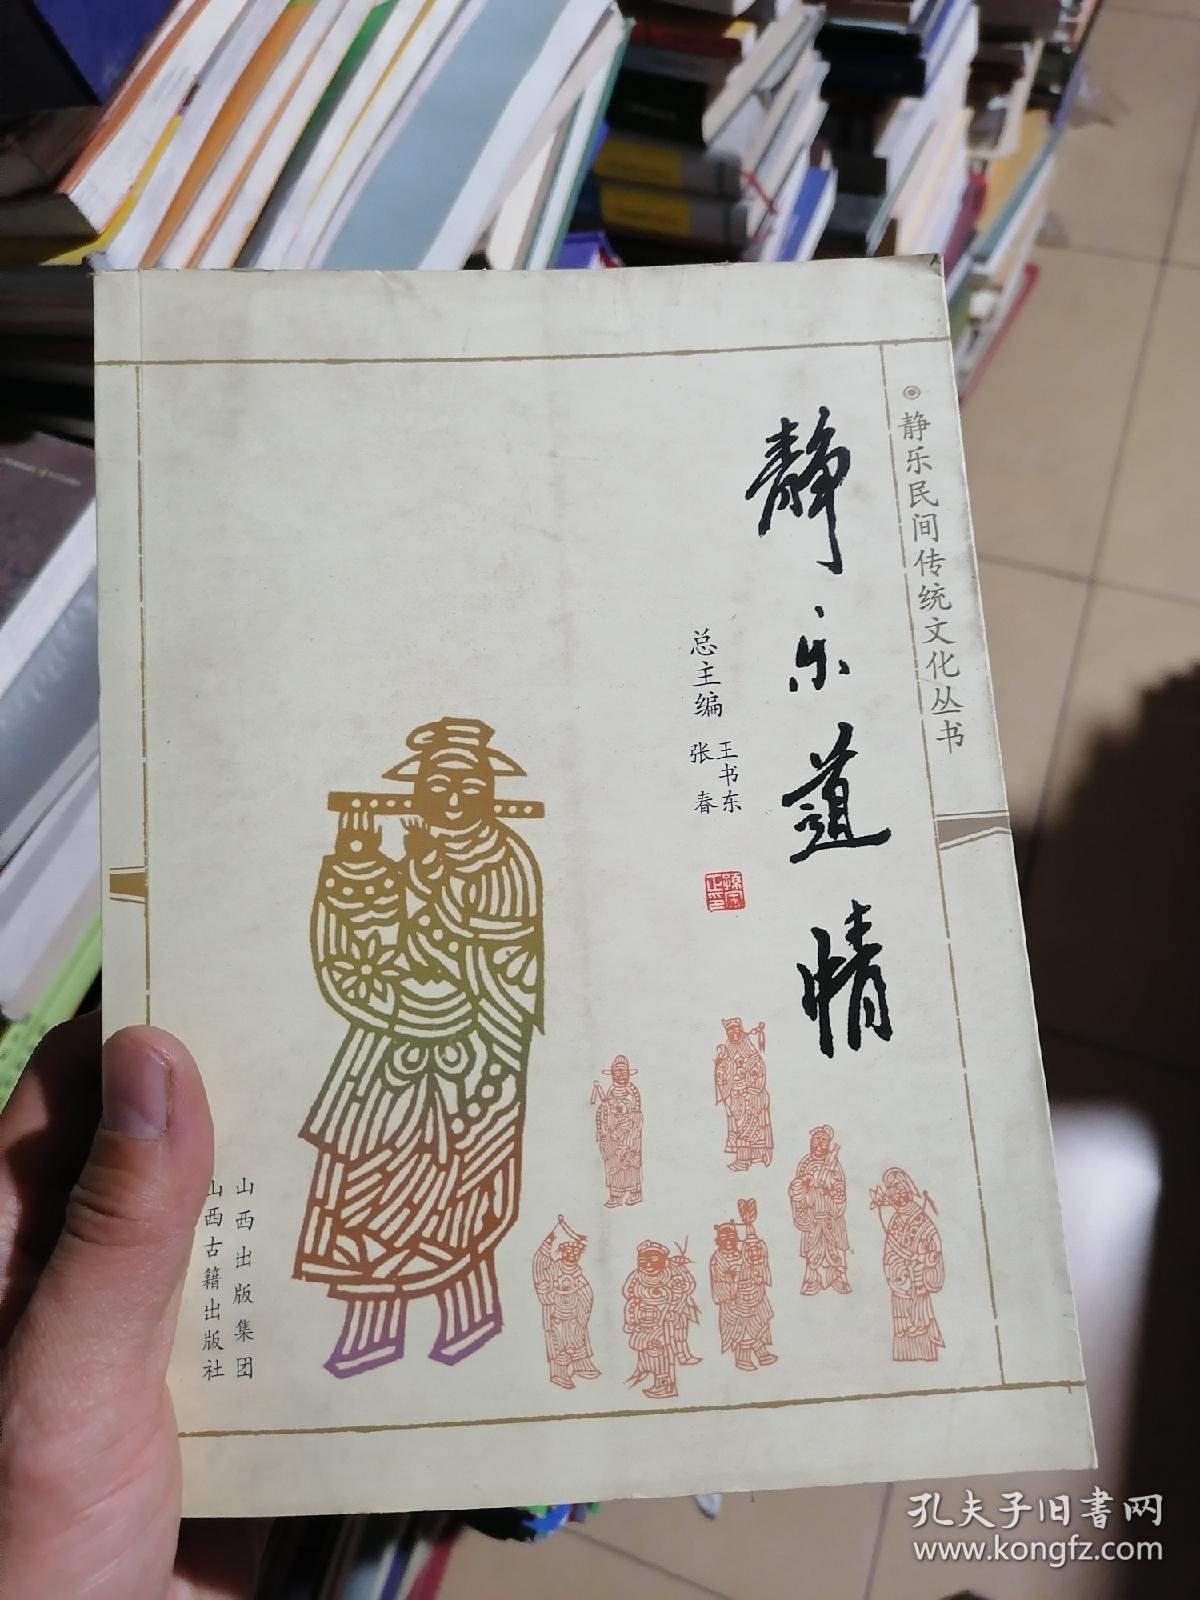 静乐民间传统文化丛书
静乐道情
总主编
王书东
张春
山西出版集团
山西古籍出版社
孔夫子旧书网
www.kongfz.com